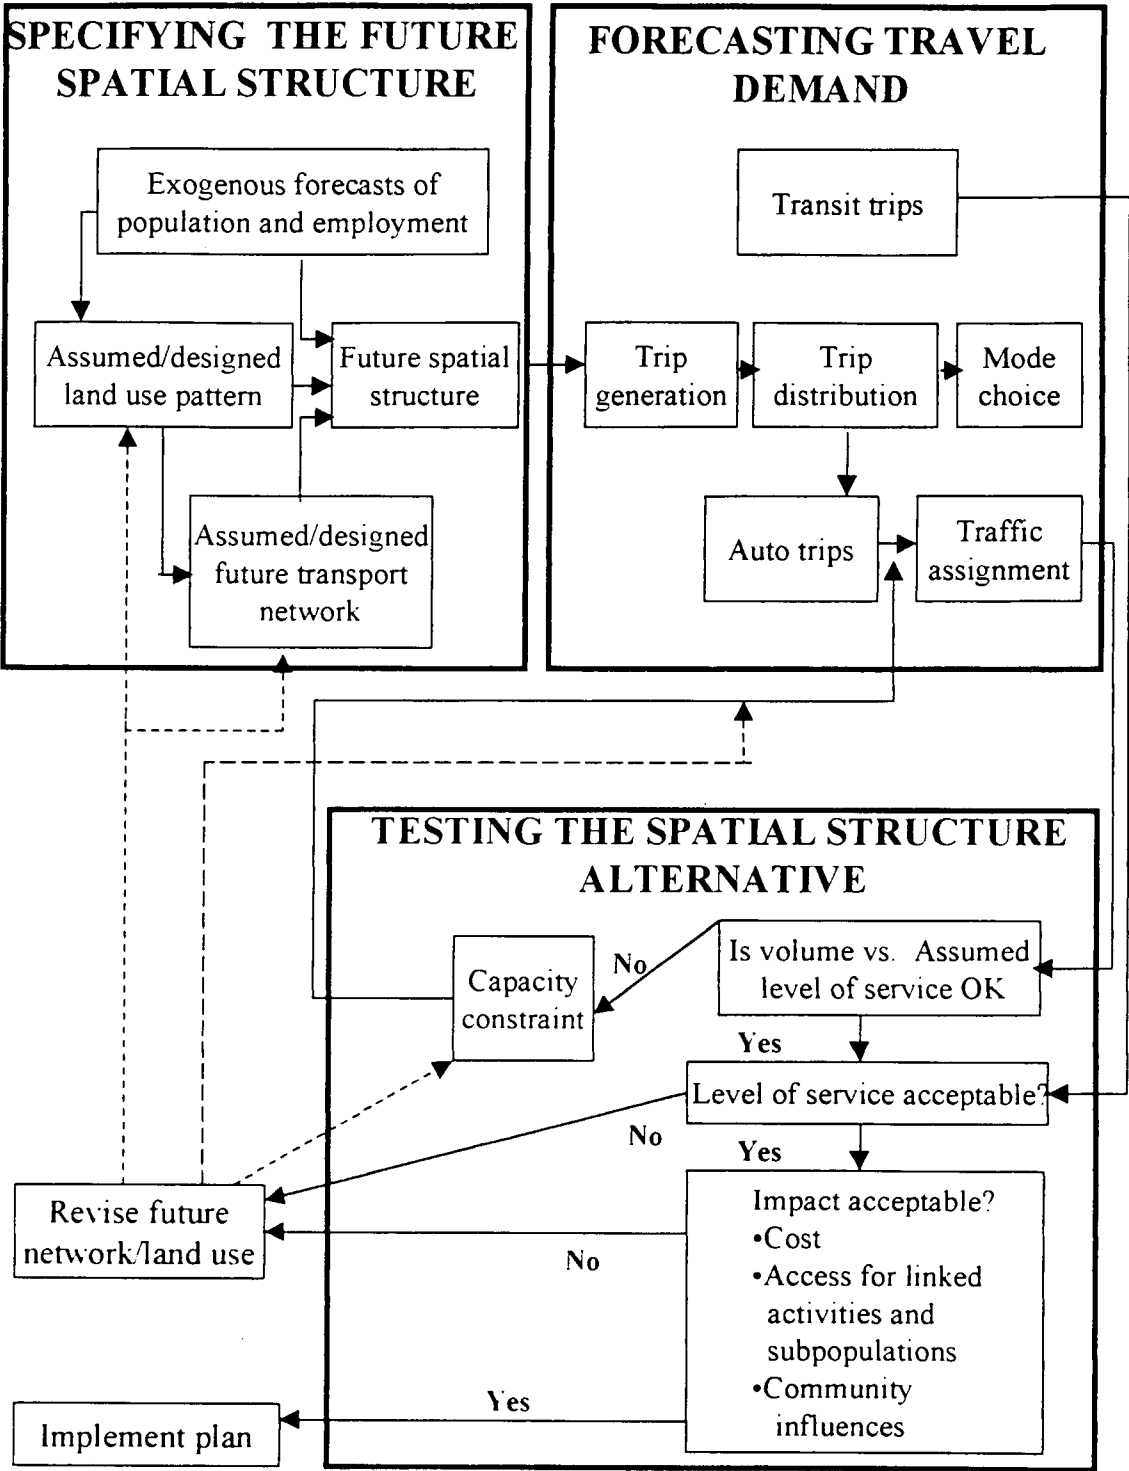 SPECIFYING THE FUTURE
SPATIAL STRUCTURE
Exogenous forecasts of
population and employment
Assumed/designed
land use pattern
Future spatial
structure
Assumed/designed
future transport
network
FORECASTING TRAVEL
DEMAND
Transit trips
Trip
generation
Trip
distribution
Mode
choice
Auto trips
Traffic
assignment
TESTING THE SPATIAL STRUCTURE
ALTERNATIVE
Capacity
constraint
No
Is volume vs. Assumed
level of service OK
Yes
Level of service acceptable?
No
Yes
Revise future
network/land use
Impact acceptable?
•Cost
•Access for linked
activities and
subpopulations
•Community
influences
No
Yes
Implement plan